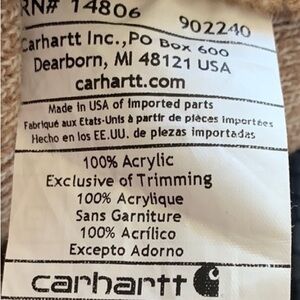 RN# 14806
902240
Carhartt Inc.,PO Box 600
Dearborn, MI 48121 USA
carhartt.com
Made in USA of imported parts
Fabriqué aux États-Unis à partir de pièces importées
Hecho en los EE.UU. de piezas importadas
100% Acrylic
Exclusive of Trimming
100% Acrylique
Sans Garniture
100% Acrílico
Excepto Adorno
carhartt